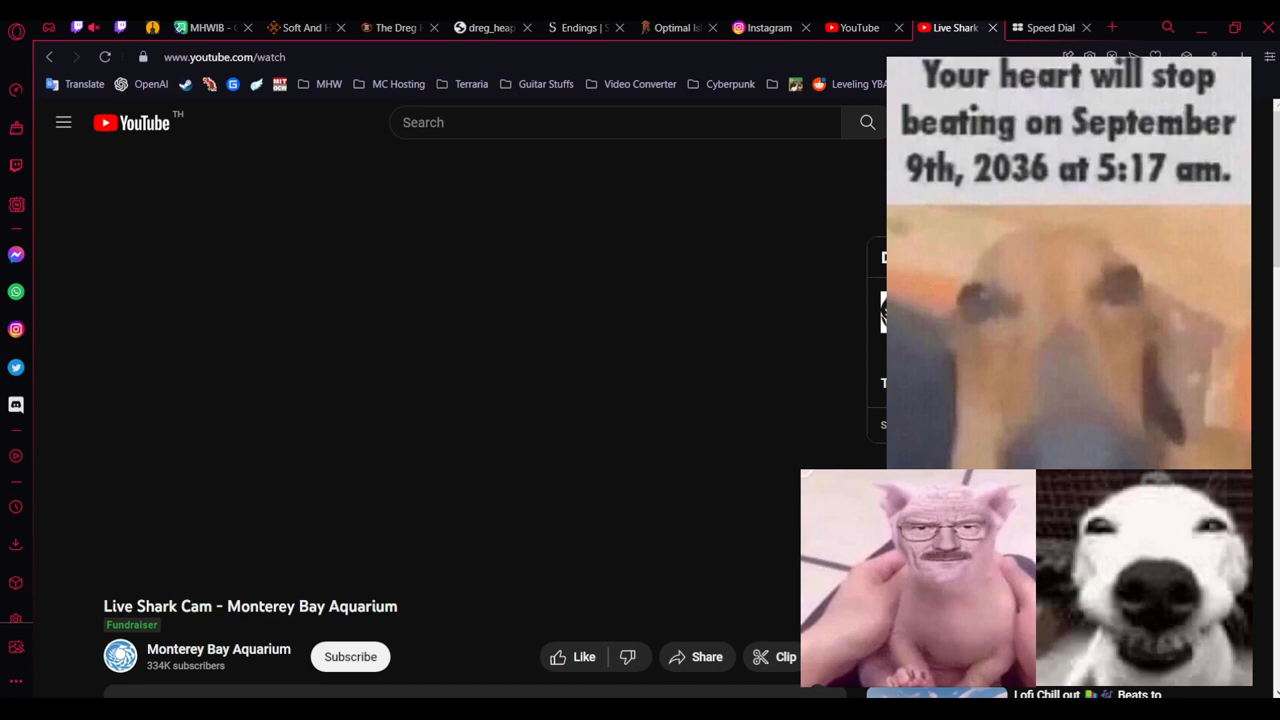 MHWIB - C
Soft And H
The Dreg H
dreg_heap
Endings | S
Optimal Isl
Instagram
YouTube
Live Shark
Speed Dial
www.youtube.com/watch
Translate
OpenAI
MIT
OCW
MHW
MC Hosting
Terraria
Guitar Stuffs
Video Converter
Cyberpunk
Leveling YBA
YouTube
TH
Search
Your heart will stop
beating on September
9th, 2036 at 5:17 am.
D
T
S
Live Shark Cam - Monterey Bay Aquarium
Fundraiser
Monterey Bay Aquarium
334K subscribers
Subscribe
Like
Share
Clip
Lofi Chill out 📚 🎶 Beats to